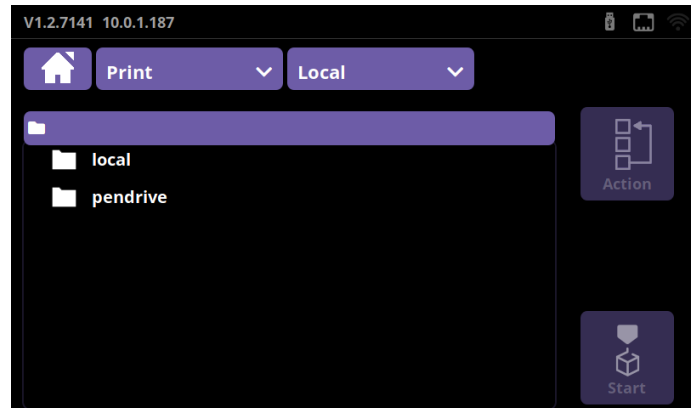 V1.2.7141 10.0.1.187
Print Local
local
pendrive
Action
Start